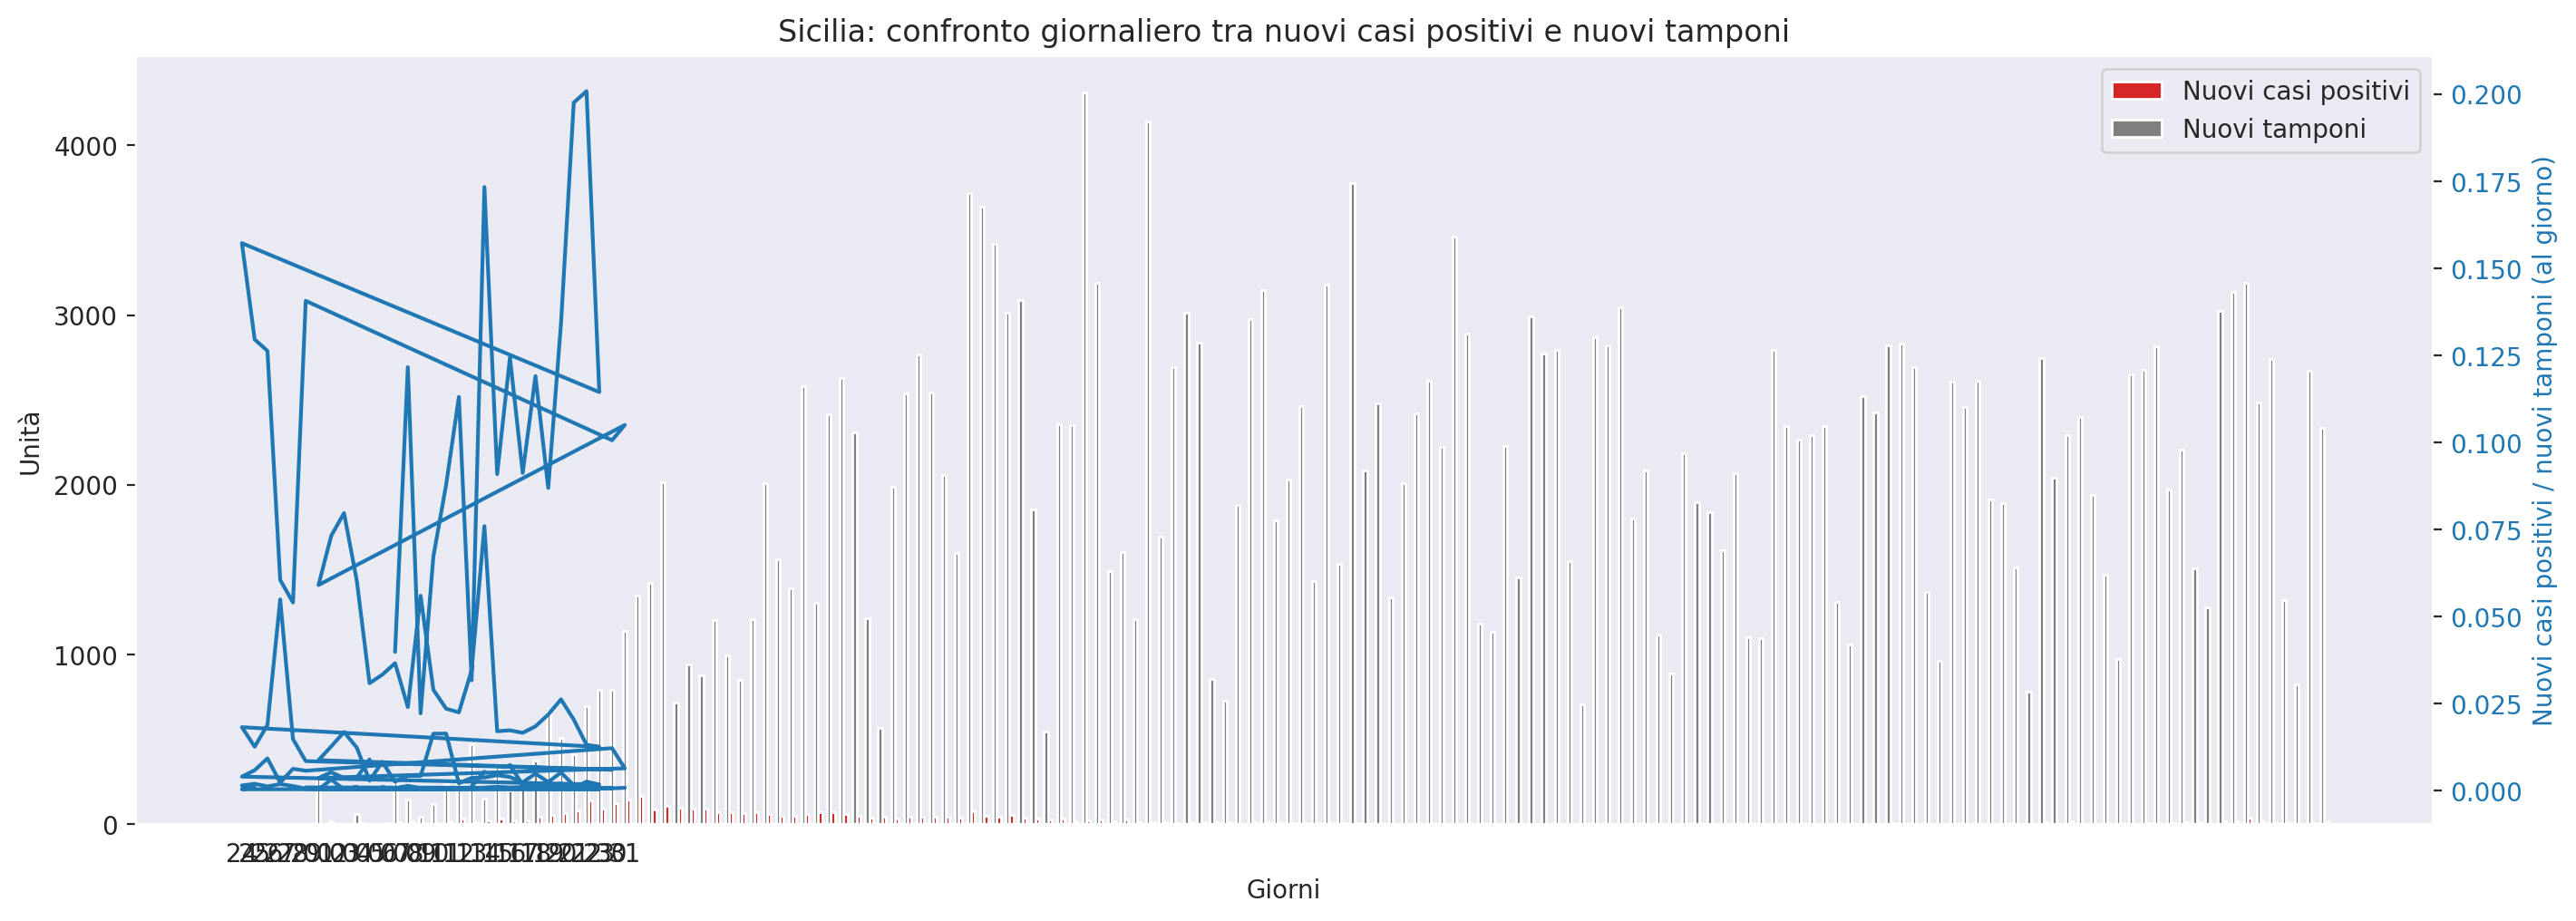 Sicilia: confronto giornaliero tra nuovi casi positivi e nuovi tamponi
Nuovi casi positivi
Nuovi tamponi
Unità
4000
3000
2000
1000
0
0.200
0.175
0.150
0.125
0.100
0.075
0.050
0.025
0.000
Nuovi casi positivi / nuovi tamponi (al giorno)
Giorni